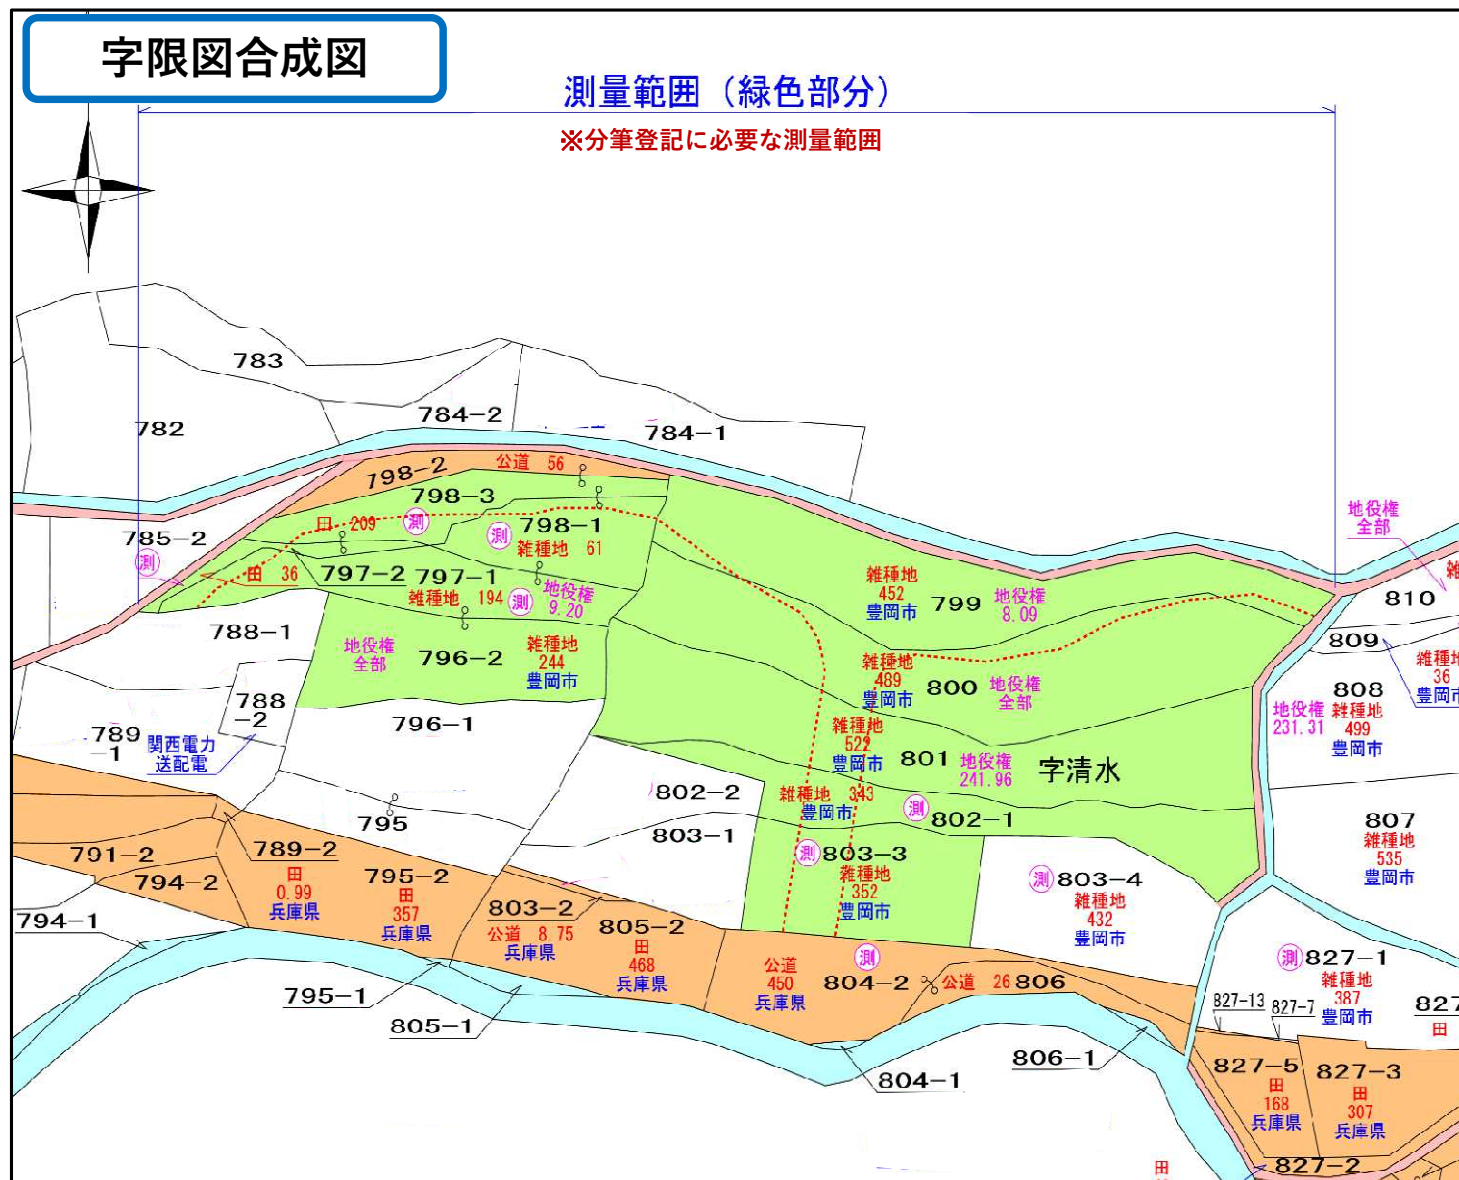 字限図合成図
測量範囲（緑色部分）
※分筆登記に必要な測量範囲
783
782
784-2
784-1
798-2
公道 56
798-3
田 209
測
測
798-1
雑種地 61
785-2
測
田 36
797-2
797-1
雑種地 194
測
地役権
9.20
地役権
全部
796-2
雑種地
244
豊岡市
雑種地
452
豊岡市
799
地役権
8.09
雑種地
489
豊岡市
800
地役権
全部
雑種地
522
豊岡市
801
地役権
241.96
字清水
雑種地 343
豊岡市
測
802-1
測
803-3
雑種地
352
豊岡市
測
803-4
雑種地
432
豊岡市
地役権
全部
810
809
雑種地
36
豊岡市
808
地役権
231.31
雑種地
499
豊岡市
807
雑種地
535
豊岡市
788-1
788
-2
789
-1
関西電力
送配電
796-1
795
802-2
803-1
791-2
794-2
794-1
789-2
田
0.99
兵庫県
795-2
田
357
兵庫県
803-2
公道 8.75
兵庫県
805-2
田
468
兵庫県
測
公道
450
兵庫県
804-2
公道 26
806
795-1
805-1
804-1
806-1
測
827-1
雑種地
387
豊岡市
827-13
827-7
827
田
827-5
田
168
兵庫県
827-3
田
307
兵庫県
827-2
田